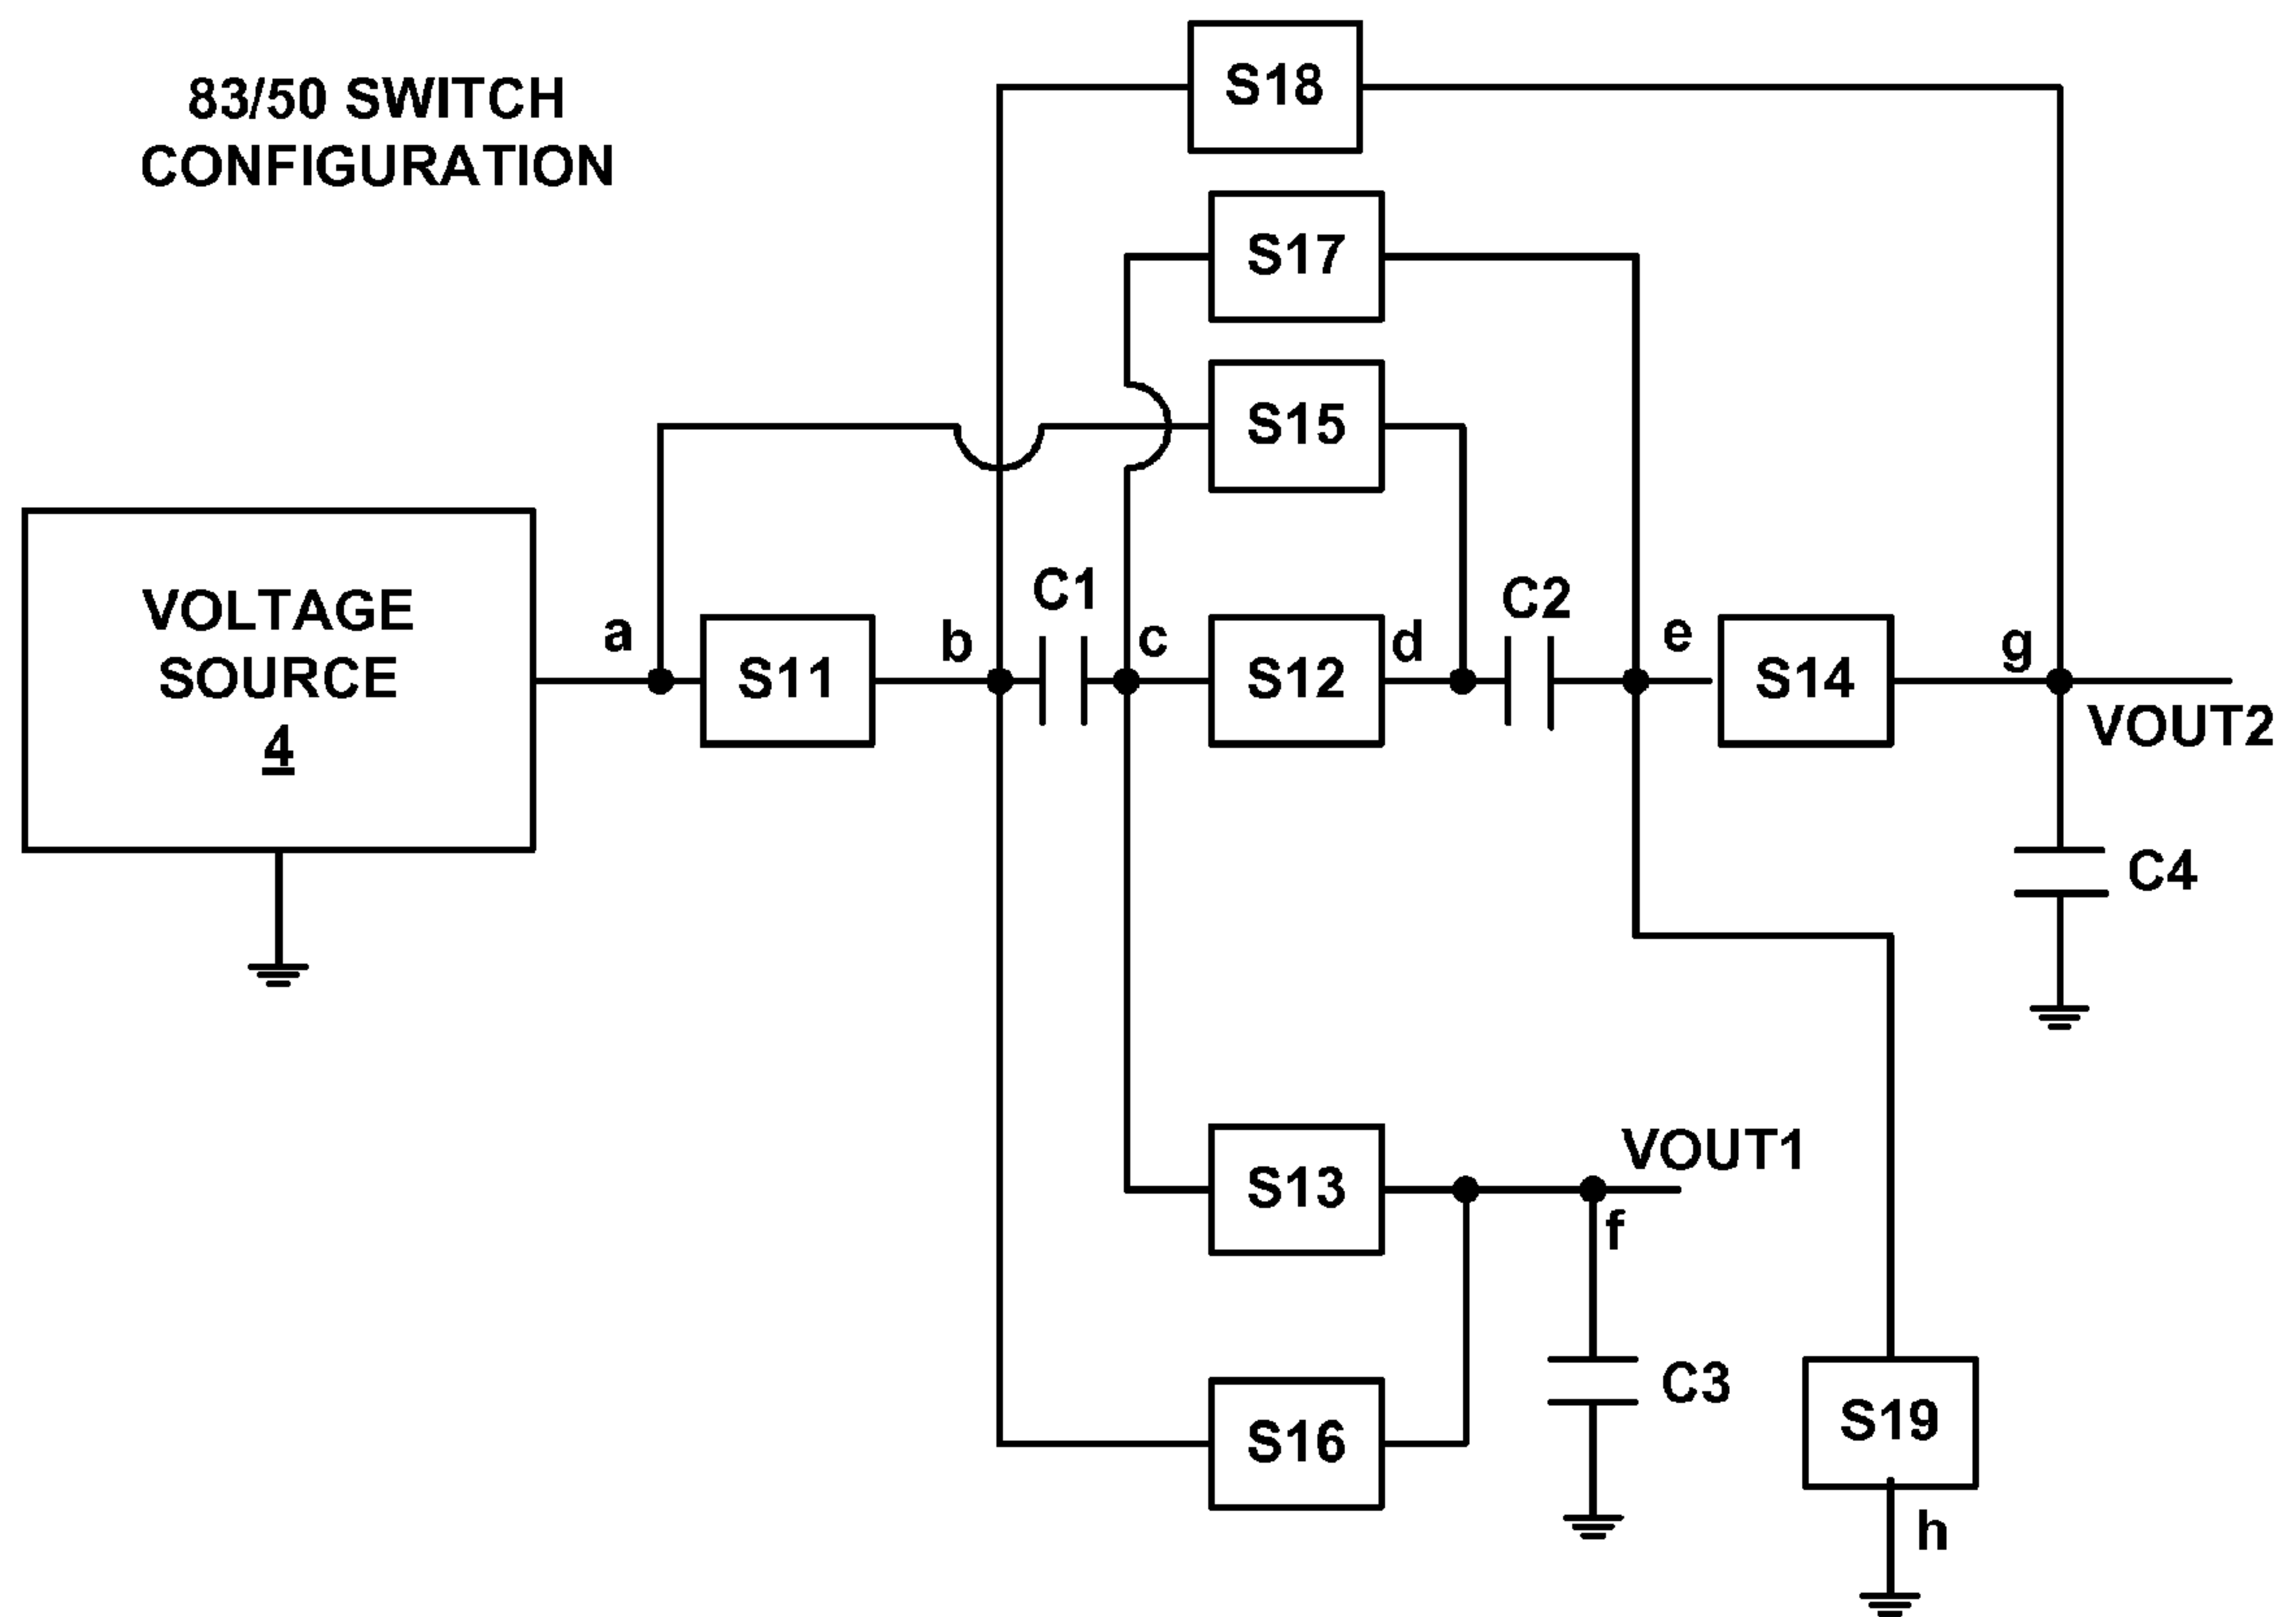 83/50 SWITCH
CONFIGURATION
S18
S17
S15
VOLTAGE
SOURCE
4
a
S11
b
C1
c
S12
d
C2
e
S14
g
VOUT2
C4
S13
VOUT1
f
C3
S16
S19
h